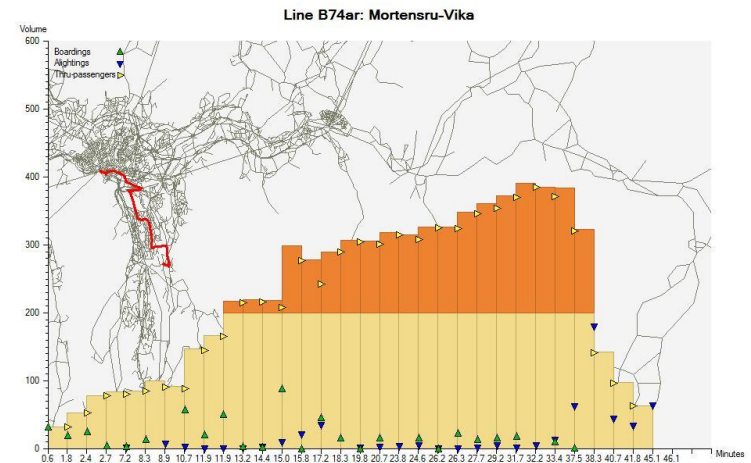 Line B74ar: Mortensru-Vika
Volume
600
Boardings
Alightings
Thru-passengers
500
400
300
200
100
0
0.6 1.8 2.4 2.7 7.2 8.3 8.9 10.7 11.9 11.9 13.2 14.4 15.0 15.8 17.2 18.3 19.8 20.7 23.8 24.5 26.2 26.3 27.7 29.2 31.7 32.2 33.4 37.5 38.3 40.7 41.8 45.1 46.1 Minutes